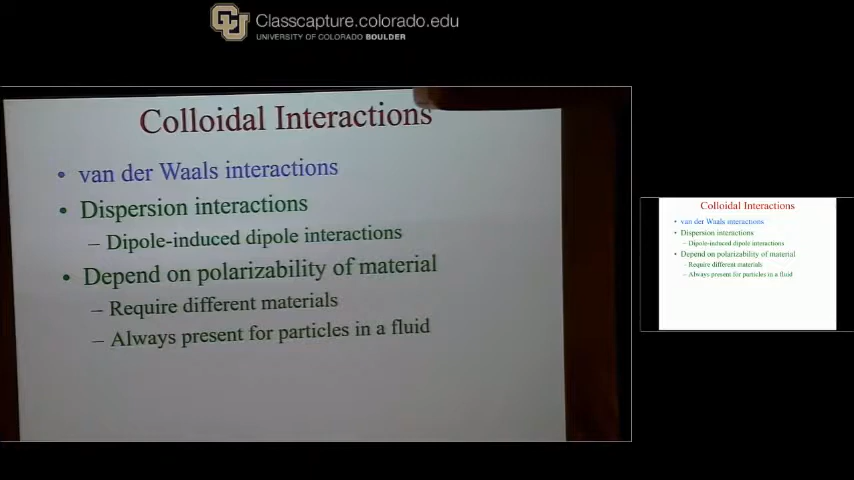 Classcapture.colorado.edu
UNIVERSITY OF COLORADO BOULDER
Colloidal Interactions
• van der Waals interactions
• Dispersion interactions
– Dipole-induced dipole interactions
• Depend on polarizability of material
– Require different materials
– Always present for particles in a fluid
Colloidal Interactions
• van der Waals interactions
• Dispersion interactions
– Dipole-induced dipole interactions
• Depend on polarizability of material
– Require different materials
– Always present for particles in a fluid